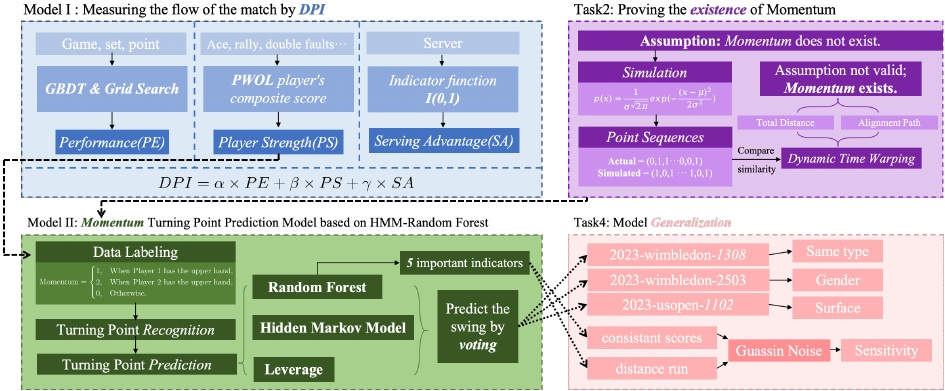 Model I : Measuring the flow of the match by DPI
Game, set, point
GBDT & Grid Search
Performance(PE)
Ace, rally, double faults···
PWOL player's
composite score
Player Strength(PS)
Server
Indicator function
I(0,1)
Serving Advantage(SA)
DPI = α × PE + β × PS + γ × SA
Task2: Proving the existence of Momentum
Assumption: Momentum does not exist.
Simulation
p(x) = 1/(σ√2π) exp(-(x-μ)²/2σ²)
Point Sequences
Actual = (0,1,1···0,0,1)
Simulated = (1,0,1 ··· 1,0,1)
Compare
similarity
Assumption not valid;
Momentum exists.
Total Distance
Alignment Path
Dynamic Time Warping
Model II: Momentum Turning Point Prediction Model based on HMM-Random Forest
Data Labeling
Momentum = { 1, When Player 1 has the upper hand.
2, When Player 2 has the upper hand.
0, Otherwise.
Turning Point Recognition
Turning Point Prediction
5 important indicators
Random Forest
Hidden Markov Model
Leverage
Predict the
swing by
voting
Task4: Model Generalization
2023-wimbledon-1308
Same type
2023-wimbledon-2503
Gender
2023-usopen-1102
Surface
consistant scores
distance run
Guassin Noise
Sensitivity